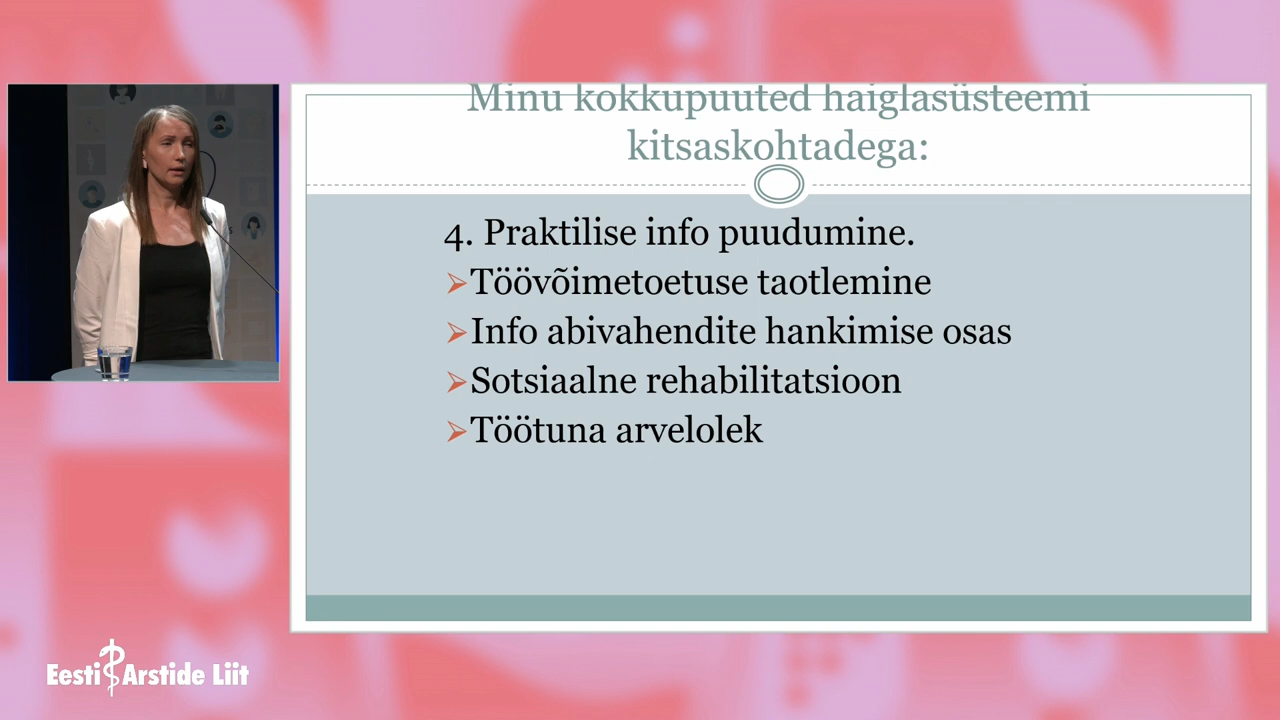 Minu kokkupuuted haiglasüsteemi
kitsaskohtadega:
4. Praktilise info puudumine.
Töövõimetoetuse taotlemine
Info abivahendite hankimise osas
Sotsiaalne rehabilitatsioon
Töötuna arvelolek
Eesti Arstide Liit